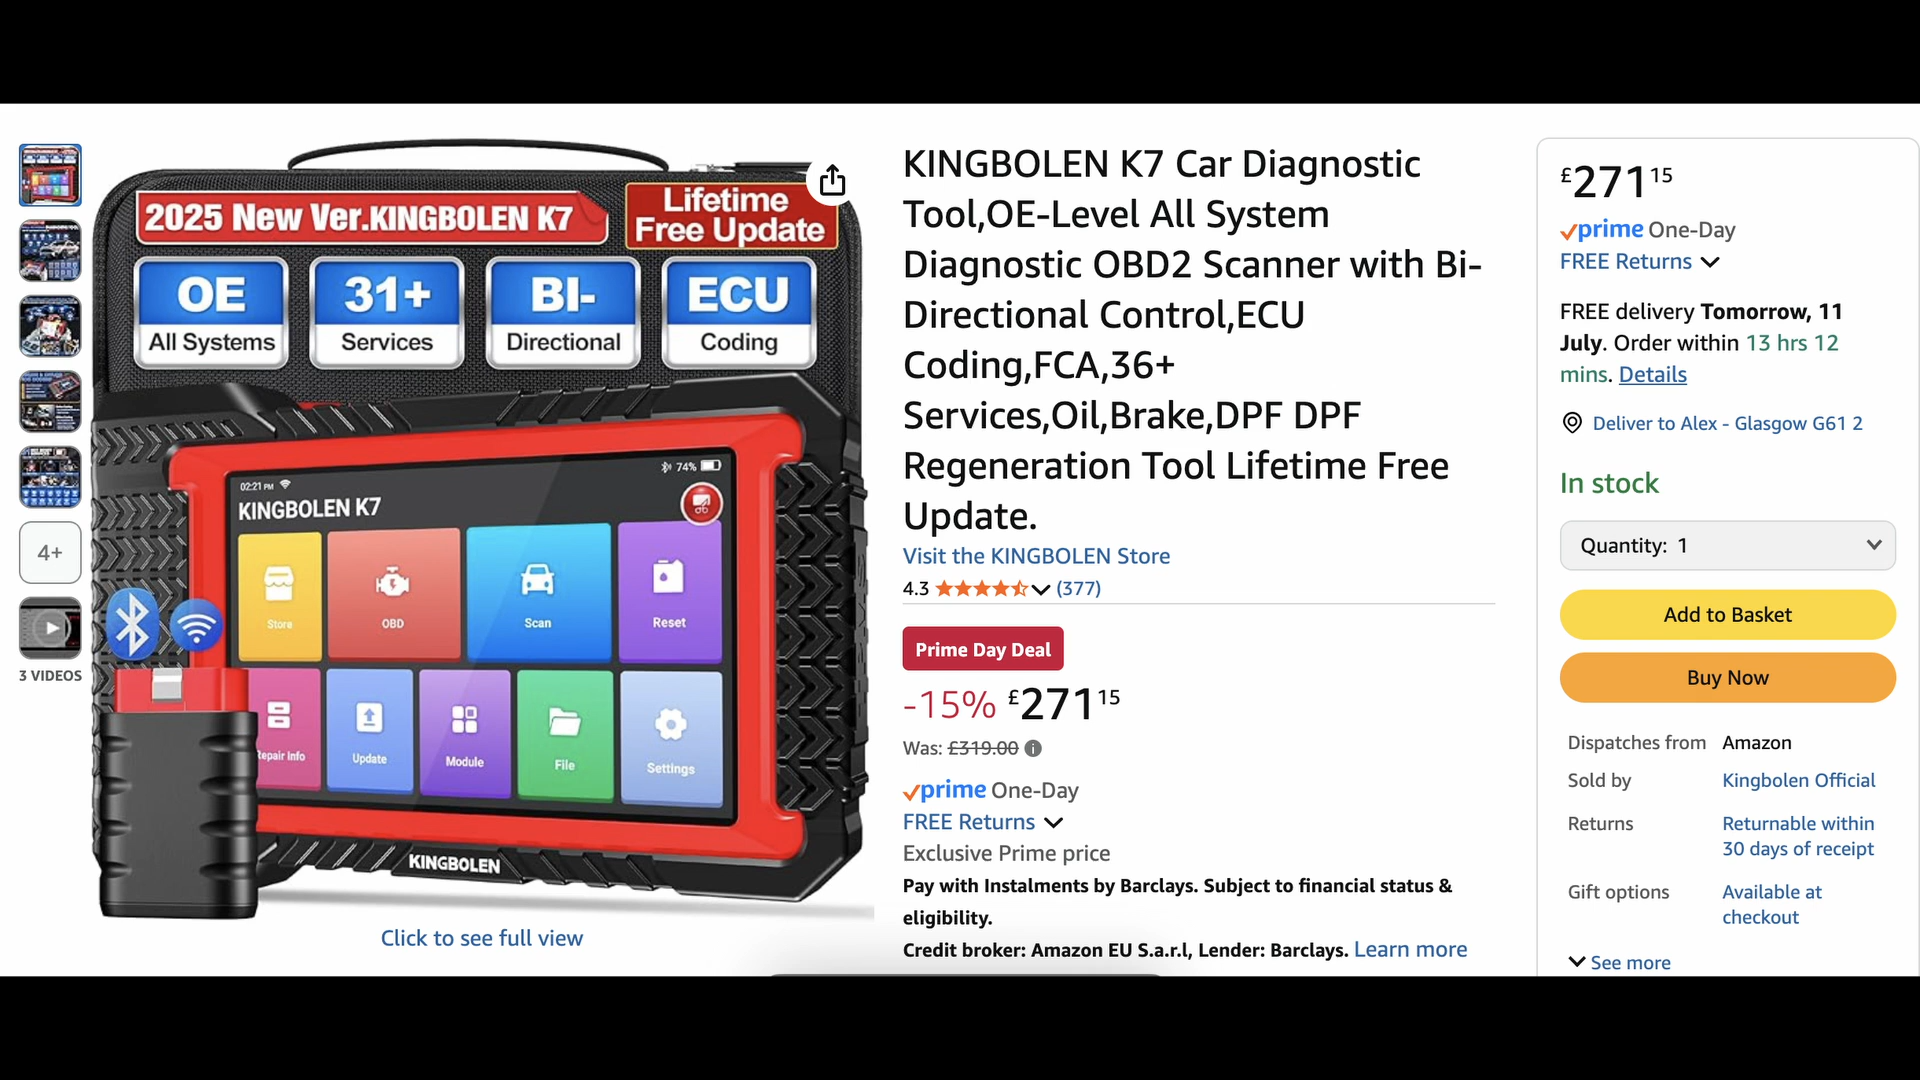 2025 New Ver.KINGBOLEN K7
Lifetime
Free Update
OE
All Systems
31+
Services
BI-
Directional
ECU
Coding
02:21 PM
74%
KINGBOLEN K7
Store
OBD
Scan
Reset
Repair Info
Update
Module
File
Settings
KINGBOLEN
4+
3 VIDEOS
Click to see full view
KINGBOLEN K7 Car Diagnostic
Tool,OE-Level All System
Diagnostic OBD2 Scanner with Bi-
Directional Control,ECU
Coding,FCA,36+
Services,Oil,Brake,DPF DPF
Regeneration Tool Lifetime Free
Update.
Visit the KINGBOLEN Store
4.3 (377)
Prime Day Deal
-15% £271 15
Was: £319.00
prime One-Day
FREE Returns
Exclusive Prime price
Pay with Instalments by Barclays. Subject to financial status &
eligibility.
Credit broker: Amazon EU S.a.r.l, Lender: Barclays. Learn more
£271 15
prime One-Day
FREE Returns
FREE delivery Tomorrow, 11
July. Order within 13 hrs 12
mins. Details
Deliver to Alex - Glasgow G61 2
In stock
Quantity: 1
Add to Basket
Buy Now
Dispatches from Amazon
Sold by Kingbolen Official
Returns Returnable within
30 days of receipt
Gift options Available at
checkout
See more